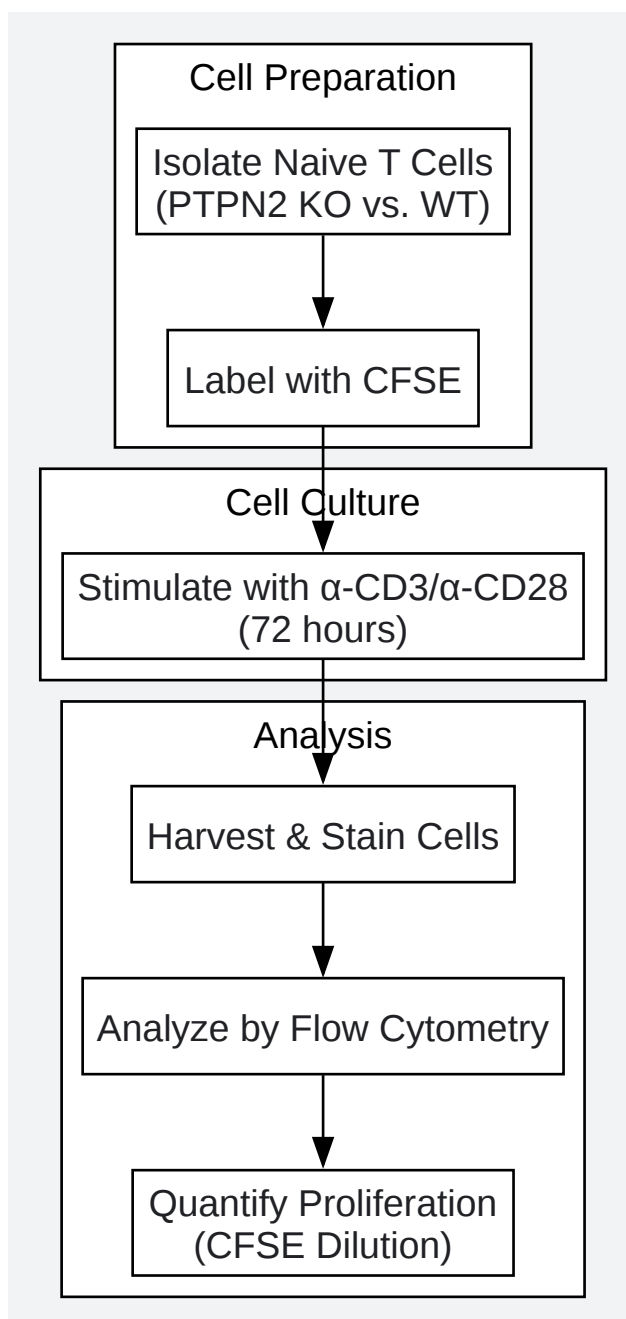 Cell Preparation
Isolate Naive T Cells
(PTPN2 KO vs. WT)
Label with CFSE
Cell Culture
Stimulate with α-CD3/α-CD28
(72 hours)
Analysis
Harvest & Stain Cells
Analyze by Flow Cytometry
Quantify Proliferation
(CFSE Dilution)